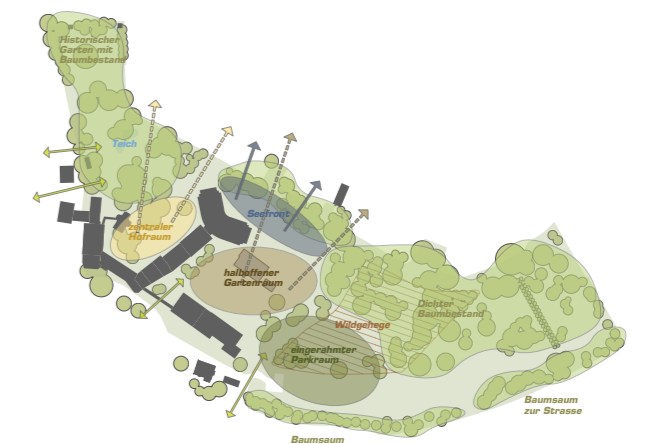 Historischer
Garten mit
Baumbestand
Teich
zentraler
Hofraum
Seefront
halboffener
Gartenraum
Dichter
Baumbestand
Wildgehege
eingerahmter
Parkraum
Baumsaum
zur Strasse
Baumsaum